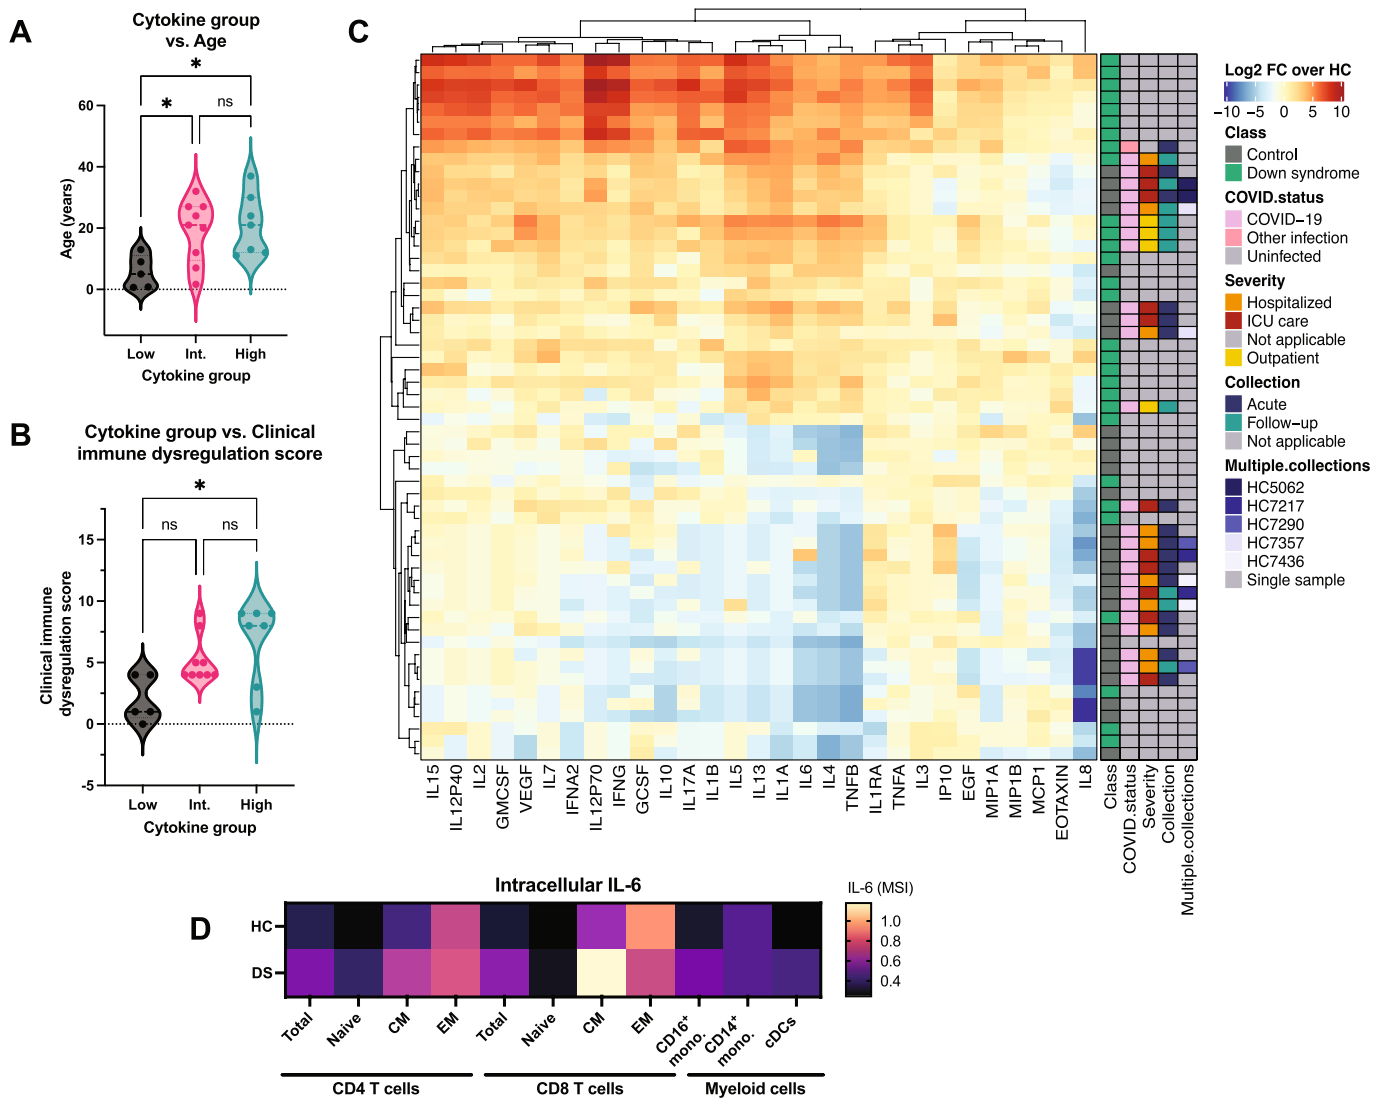 A
Cytokine group
vs. Age
*
*
ns
60
40
20
0
Age (years)
Low
Int.
High
Cytokine group
B
Cytokine group vs. Clinical
immune dysregulation score
*
ns
ns
15
10
5
0
-5
Clinical immune
dysregulation score
Low
Int.
High
Cytokine group
C
IL15
IL12P40
IL2
GMCSF
VEGF
IL7
IFNA2
IL12P70
IFNG
GCSF
IL10
IL17A
IL1B
IL5
IL13
IL1A
IL6
IL4
TNFB
IL1RA
TNFA
IL3
IP10
EGF
MIP1A
MIP1B
MCP1
EOTAXIN
IL8
Class
COVID.status
Severity
Collection
Multiple.collections
Log2 FC over HC
−10 −5 0 5 10
Class
Control
Down syndrome
COVID.status
COVID−19
Other infection
Uninfected
Severity
Hospitalized
ICU care
Not applicable
Outpatient
Collection
Acute
Follow−up
Not applicable
Multiple.collections
HC5062
HC7217
HC7290
HC7357
HC7436
Single sample
D
Intracellular IL-6
HC
DS
Total
Naive
CM
EM
Total
Naive
CM
EM
CD16+
mono.
CD14+
mono.
cDCs
CD4 T cells
CD8 T cells
Myeloid cells
IL-6 (MSI)
1.0
0.8
0.6
0.4